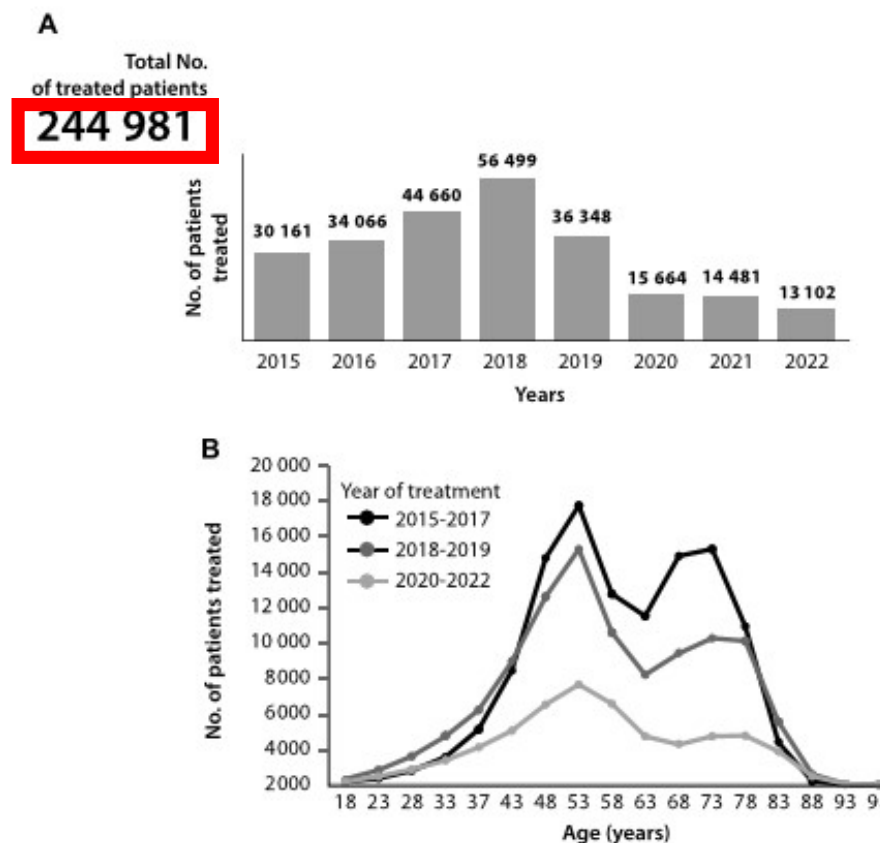 A
Total No.
of treated patients
244 981
No. of patients
treated
30 161
34 066
44 660
56 499
36 348
15 664
14 481
13 102
2015 2016 2017 2018 2019 2020 2021 2022
Years
B
No. of patients treated
20 000
18 000
16 000
14 000
12 000
10 000
8000
6000
4000
2000
Year of treatment
2015-2017
2018-2019
2020-2022
18 23 28 33 37 43 48 53 58 63 68 73 78 83 88 93 9
Age (years)